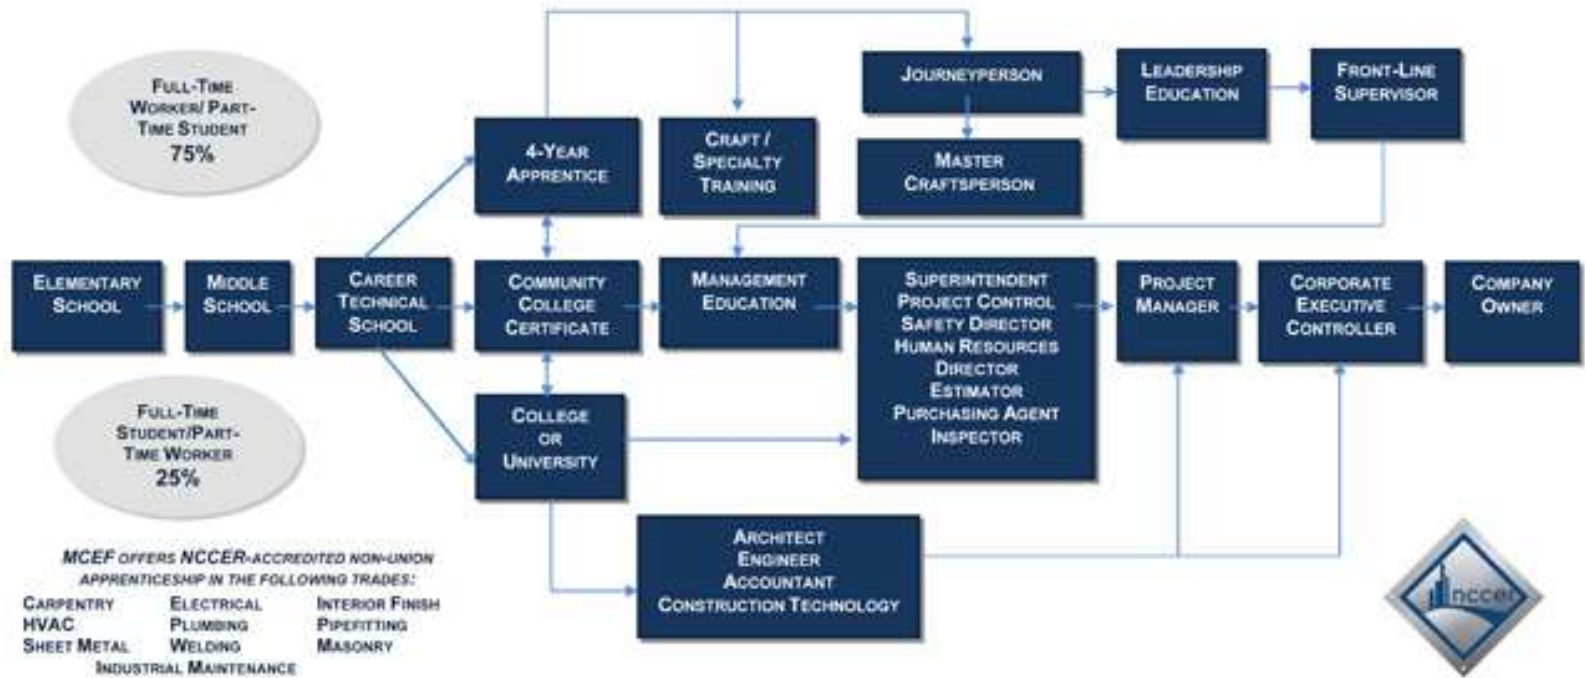 FULL-TIME
WORKER/ PART-
TIME STUDENT
75%
4-YEAR
APPRENTICE
CRAFT /
SPECIALTY
TRAINING
JOURNEYPERSON
MASTER
CRAFTSPERSON
LEADERSHIP
EDUCATION
FRONT-LINE
SUPERVISOR
ELEMENTARY
SCHOOL
MIDDLE
SCHOOL
CAREER
TECHNICAL
SCHOOL
COMMUNITY
COLLEGE
CERTIFICATE
MANAGEMENT
EDUCATION
SUPERINTENDENT
PROJECT CONTROL
SAFETY DIRECTOR
HUMAN RESOURCES
DIRECTOR
ESTIMATOR
PURCHASING AGENT
INSPECTOR
PROJECT
MANAGER
CORPORATE
EXECUTIVE
CONTROLLER
COMPANY
OWNER
FULL-TIME
STUDENT/PART-
TIME WORKER
25%
COLLEGE
OR
UNIVERSITY
ARCHITECT
ENGINEER
ACCOUNTANT
CONSTRUCTION TECHNOLOGY
MCEF OFFERS NCCER-ACCREDITED NON-UNION
APPRENTICESHIP IN THE FOLLOWING TRADES:
CARPENTRY ELECTRICAL INTERIOR FINISH
HVAC PLUMBING PIPEFITTING
SHEET METAL WELDING MASONRY
INDUSTRIAL MAINTENANCE
nccer